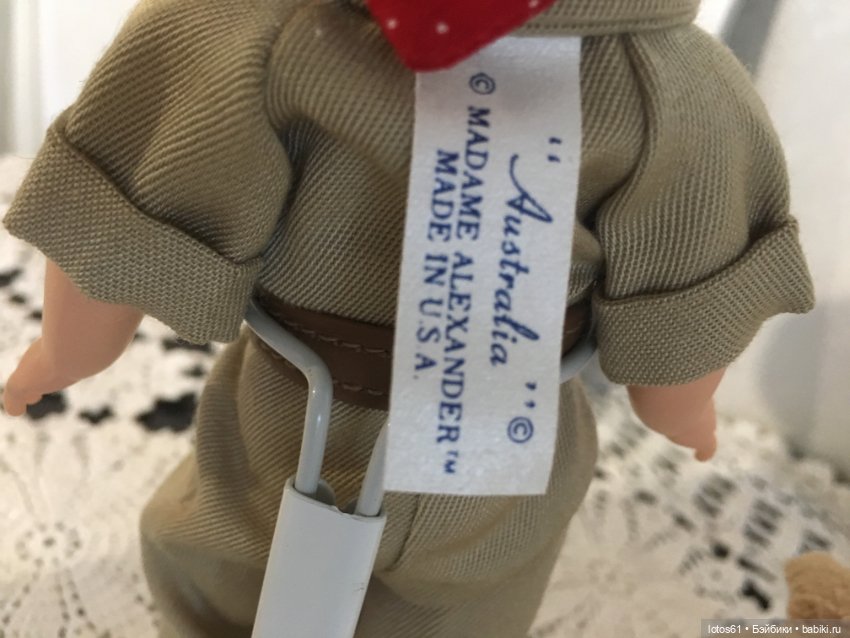 "Australia"©
© MADAME ALEXANDER™
MADE IN U.S.A.
lotos61 • Бэйбики • babiki.ru